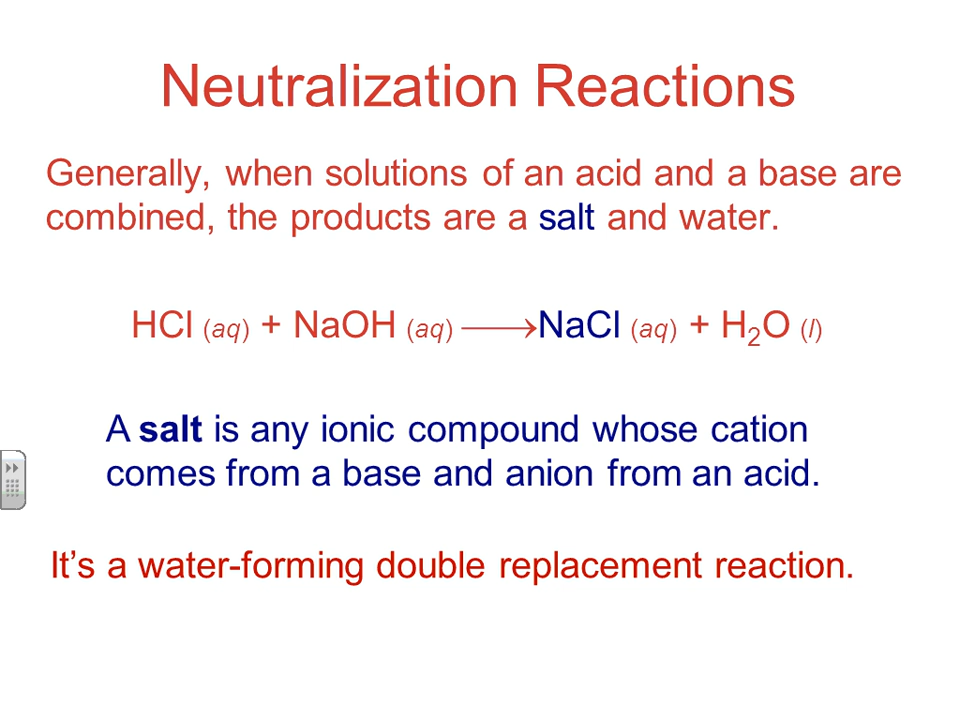 Neutralization Reactions
Generally, when solutions of an acid and a base are
combined, the products are a salt and water.
HCl (aq) + NaOH (aq) ⟶NaCl (aq) + H₂O (l)
A salt is any ionic compound whose cation
comes from a base and anion from an acid.
It’s a water-forming double replacement reaction.